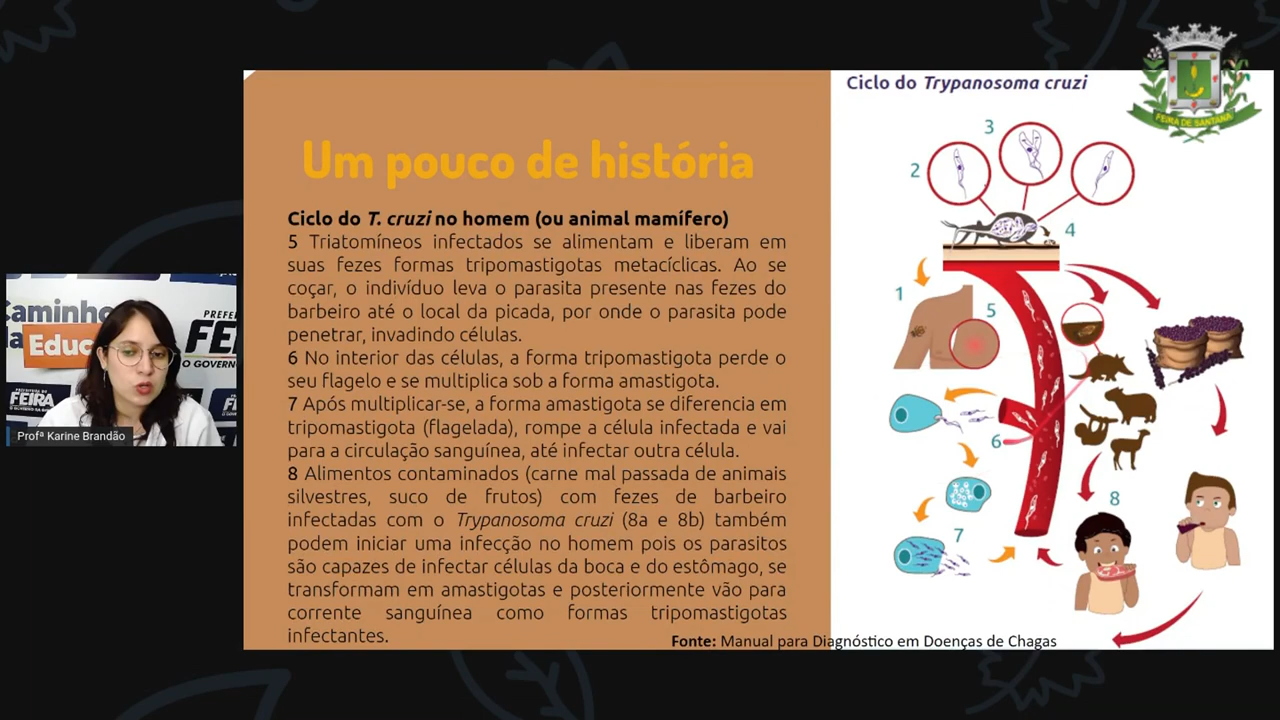 Ciclo do Trypanosoma cruzi
FEIRA DE SANTANA
Um pouco de história
Ciclo do T. cruzi no homem (ou animal mamífero)
5 Triatomíneos infectados se alimentam e liberam em
suas fezes formas tripomastigotas metacíclicas. Ao se
coçar, o indivíduo leva o parasita presente nas fezes do
barbeiro até o local da picada, por onde o parasita pode
penetrar, invadindo células.
6 No interior das células, a forma tripomastigota perde o
seu flagelo e se multiplica sob a forma amastigota.
7 Após multiplicar-se, a forma amastigota se diferencia em
tripomastigota (flagelada), rompe a célula infectada e vai
para a circulação sanguínea, até infectar outra célula.
8 Alimentos contaminados (carne mal passada de animais
silvestres, suco de frutos) com fezes de barbeiro
infectadas com o Trypanosoma cruzi (8a e 8b) também
podem iniciar uma infecção no homem pois os parasitos
são capazes de infectar células da boca e do estômago, se
transformam em amastigotas e posteriormente vão para
corrente sanguínea como formas tripomastigotas
infectantes.
Fonte: Manual para Diagnóstico em Doenças de Chagas
3
2
4
1
5
6
8
7
Caminho
da
Educ
PREFE
FE
O GOVERN
FEIRA
Profª Karine Brandão